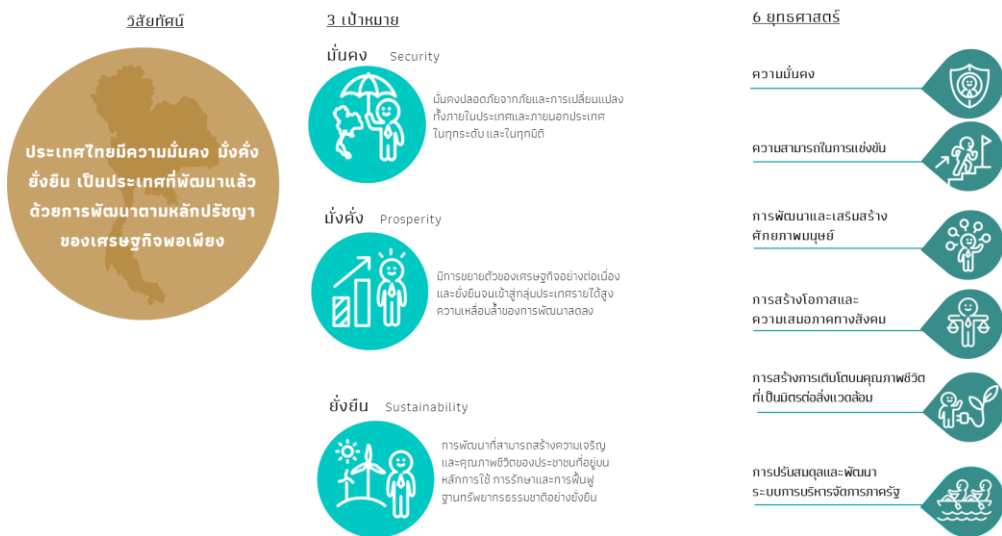 วิสัยทัศน์
ประเทศไทยมีความมั่นคง มั่งคั่ง
ยั่งยืน เป็นประเทศที่พัฒนาแล้ว
ด้วยการพัฒนาตามหลักปรัชญา
ของเศรษฐกิจพอเพียง
3 เป้าหมาย
มั่นคง Security
มั่นคงปลอดภัยจากภัยและการเปลี่ยนแปลง
ทั้งภายในประเทศและภายนอกประเทศ
ในทุกระดับ และในทุกมิติ
มั่งคั่ง Prosperity
มีการขยายตัวของเศรษฐกิจอย่างต่อเนื่อง
และยั่งยืนจนเข้าสู่กลุ่มประเทศรายได้สูง
ความเหลื่อมล้ำของการพัฒนาลดลง
ยั่งยืน Sustainability
การพัฒนาที่สามารถสร้างความเจริญ
และคุณภาพชีวิตของประชาชนที่อยู่บน
หลักการใช้ การรักษาและการฟื้นฟู
ฐานทรัพยากรธรรมชาติอย่างยั่งยืน
6 ยุทธศาสตร์
ความมั่นคง
ความสามารถในการแข่งขัน
การพัฒนาและเสริมสร้าง
ศักยภาพมนุษย์
การสร้างโอกาสและ
ความเสมอภาคทางสังคม
การสร้างการเติบโตบนคุณภาพชีวิต
ที่เป็นมิตรต่อสิ่งแวดล้อม
การปรับสมดุลและพัฒนา
ระบบการบริหารจัดการภาครัฐ